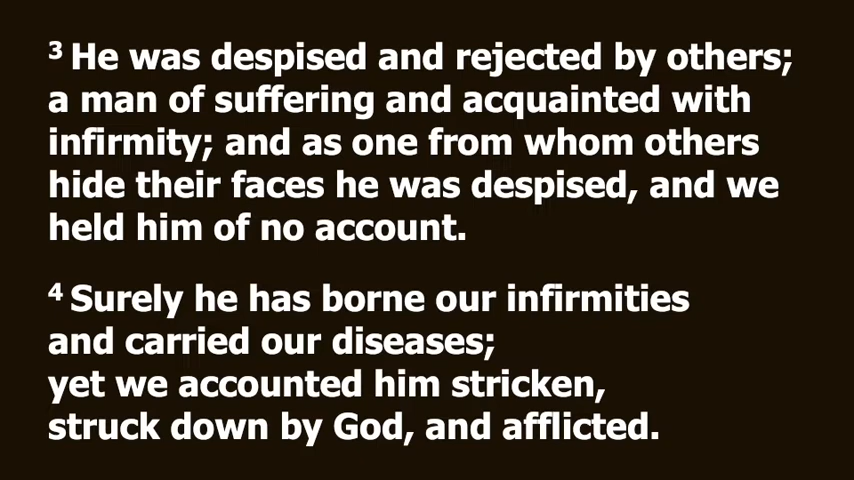 3 He was despised and rejected by others;
a man of suffering and acquainted with
infirmity; and as one from whom others
hide their faces he was despised, and we
held him of no account.
4 Surely he has borne our infirmities
and carried our diseases;
yet we accounted him stricken,
struck down by God, and afflicted.